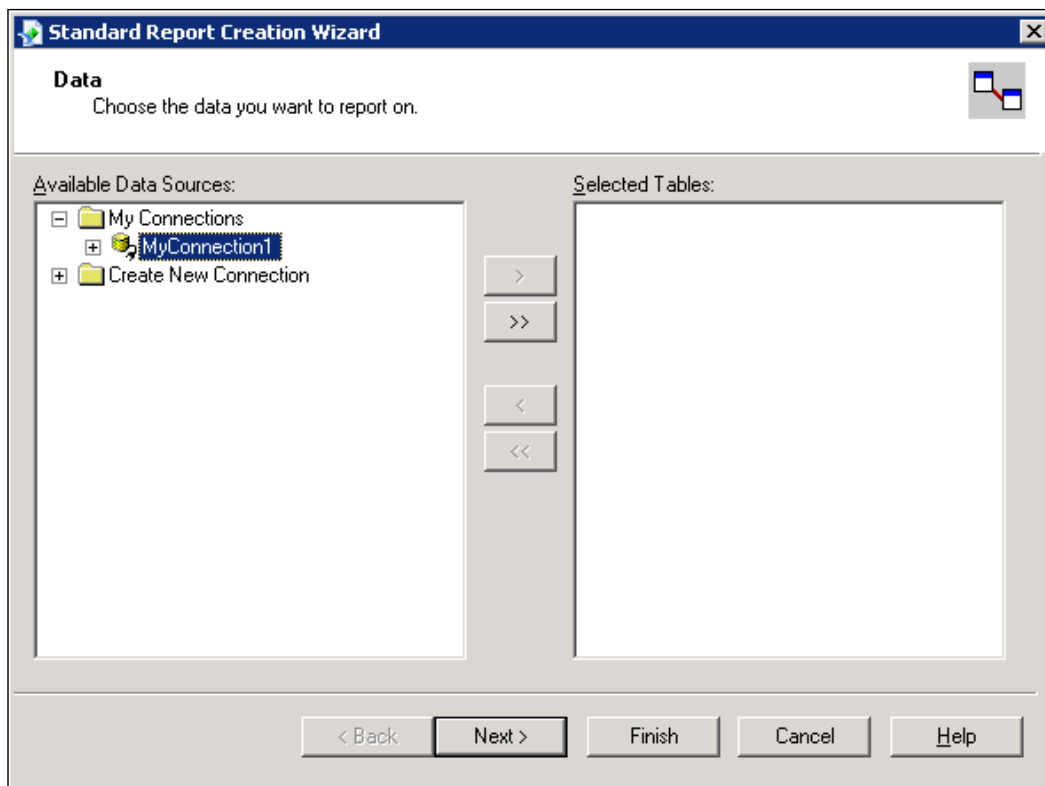 Standard Report Creation Wizard
Data
Choose the data you want to report on.
Available Data Sources:
Selected Tables:
My Connections
MyConnection1
Create New Connection
>
>>
<
<<
< Back
Next >
Finish
Cancel
Help